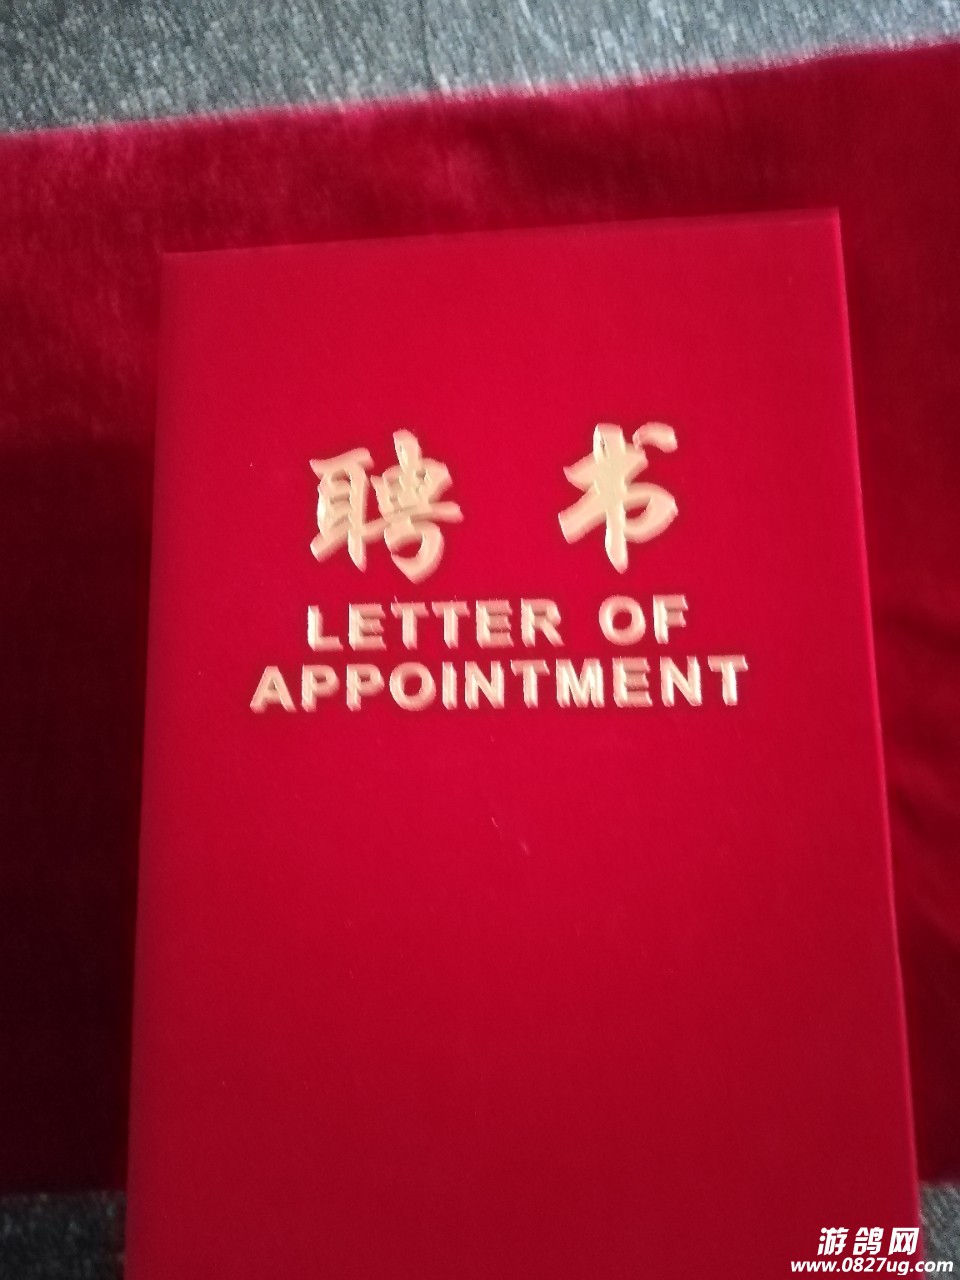 聘书
LETTER OF
APPOINTMENT
游鸽网
www.0827ug.com